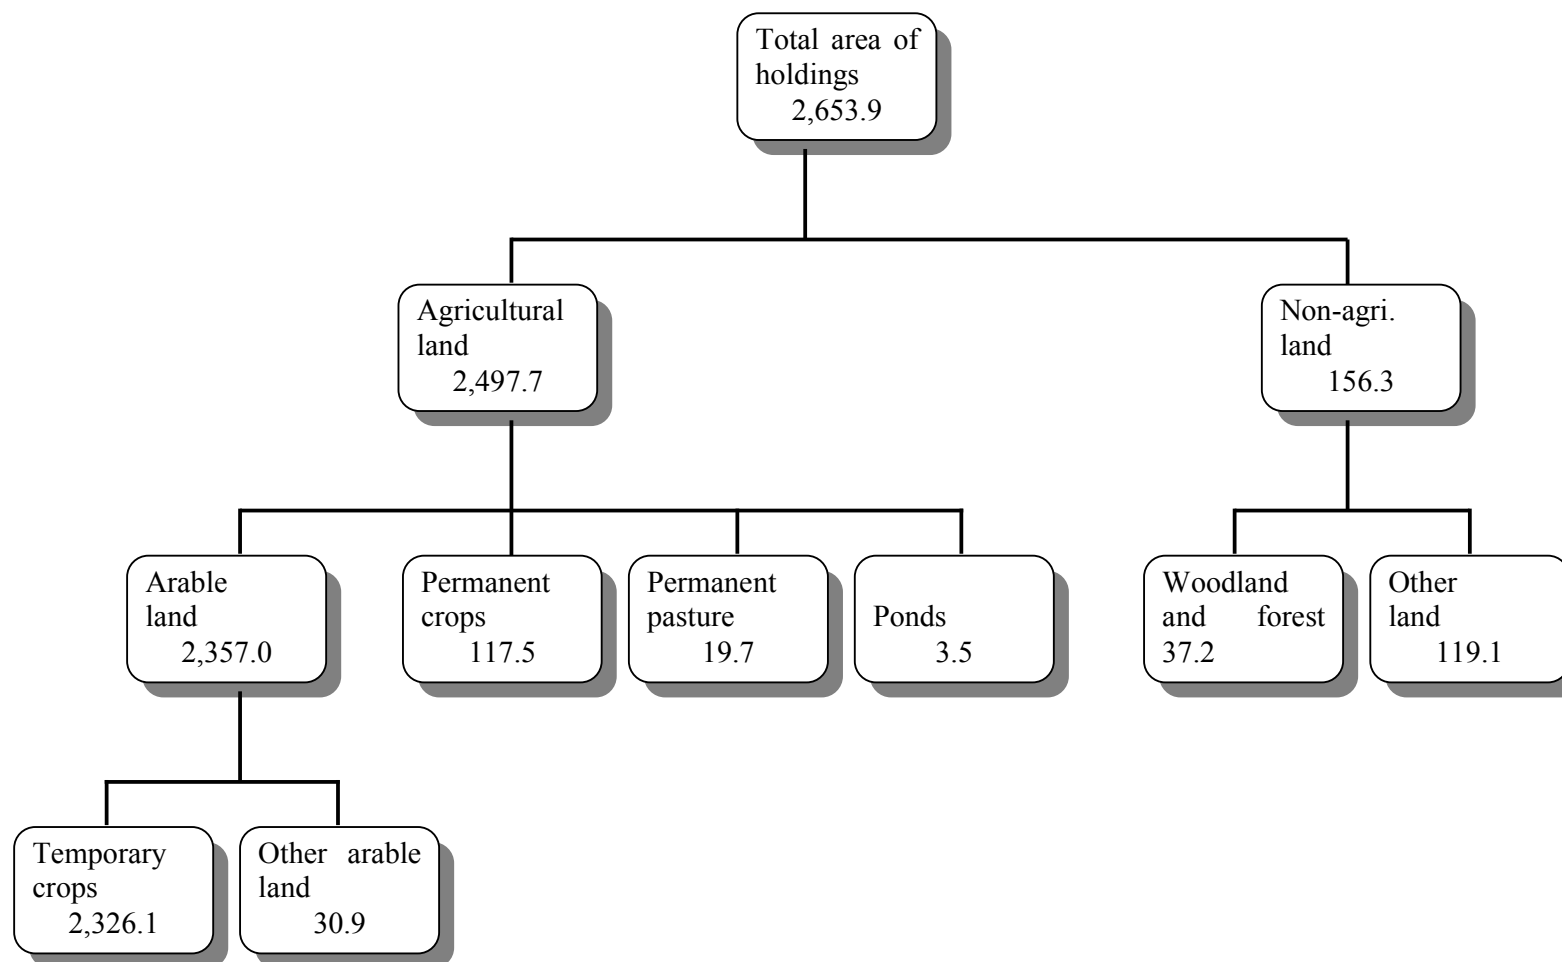 Total area of
holdings
2,653.9
Agricultural
land
2,497.7
Non-agri.
land
156.3
Arable
land
2,357.0
Permanent
crops
117.5
Permanent
pasture
19.7
Ponds
3.5
Woodland
and forest
37.2
Other
land
119.1
Temporary
crops
2,326.1
Other arable
land
30.9